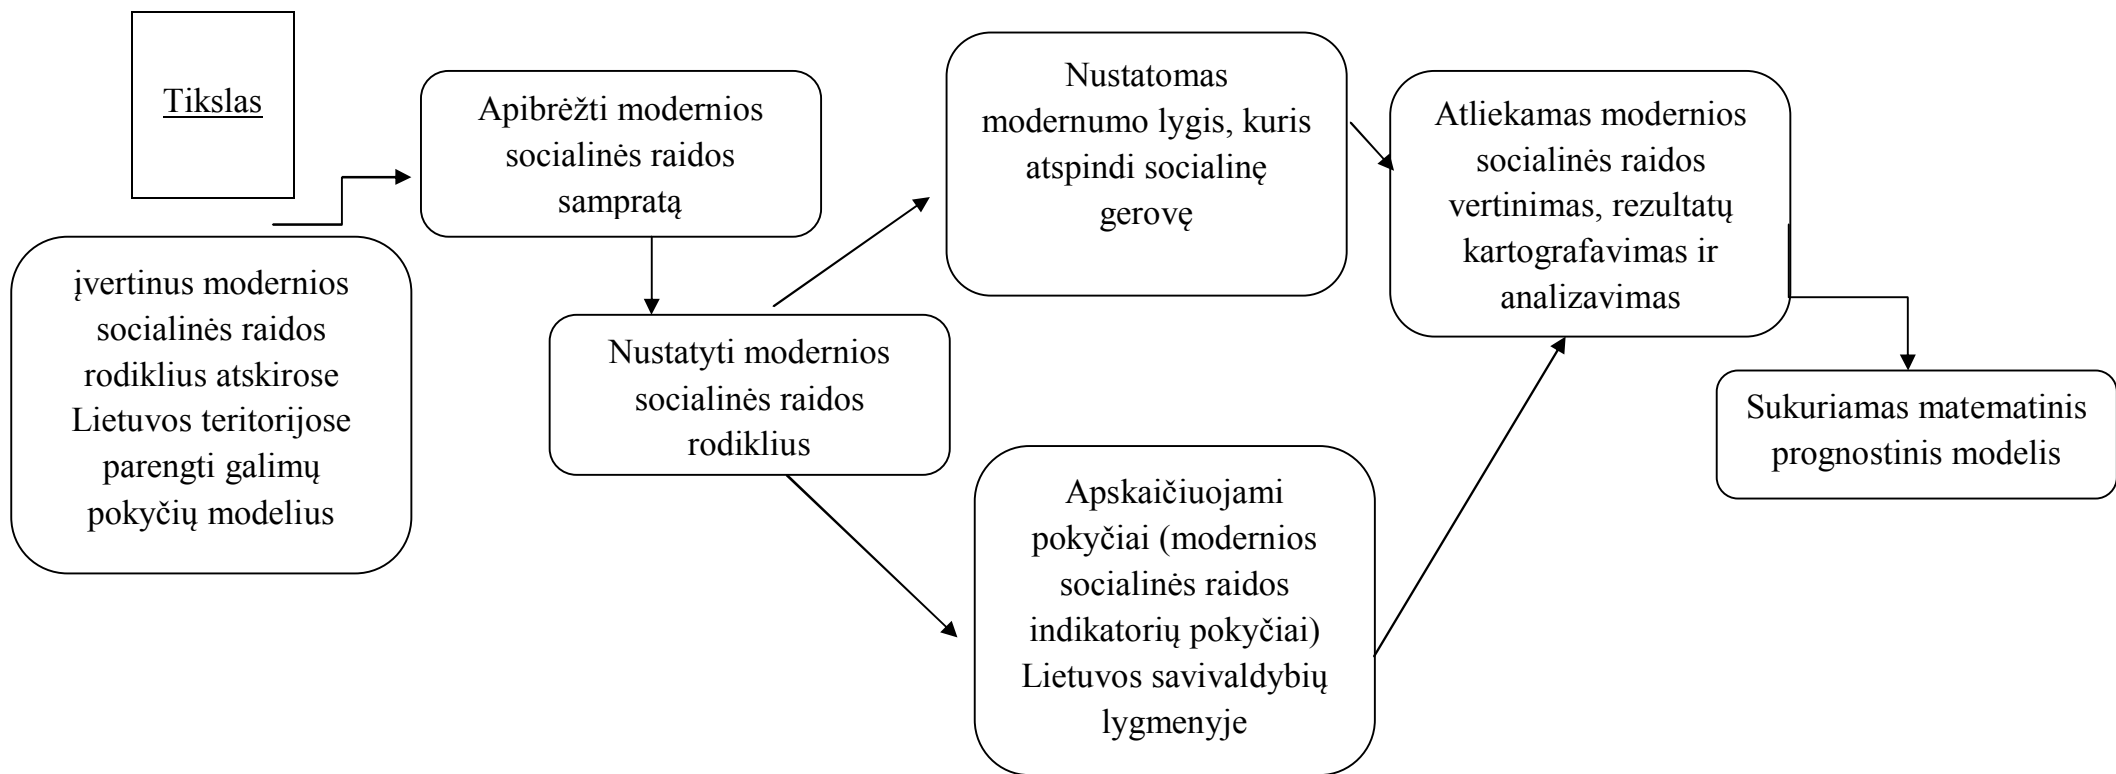 Tikslas
įvertinus modernios
socialinės raidos
rodiklius atskirose
Lietuvos teritorijose
parengti galimų
pokyčių modelius
Apibrėžti modernios
socialinės raidos
sampratą
Nustatyti modernios
socialinės raidos
rodiklius
Nustatomas
modernumo lygis, kuris
atspindi socialinę
gerovę
Apskaičiuojami
pokyčiai (modernios
socialinės raidos
indikatorių pokyčiai)
Lietuvos savivaldybių
lygmenyje
Atliekamas modernios
socialinės raidos
vertinimas, rezultatų
kartografavimas ir
analizavimas
Sukuriamas matematinis
prognostinis modelis